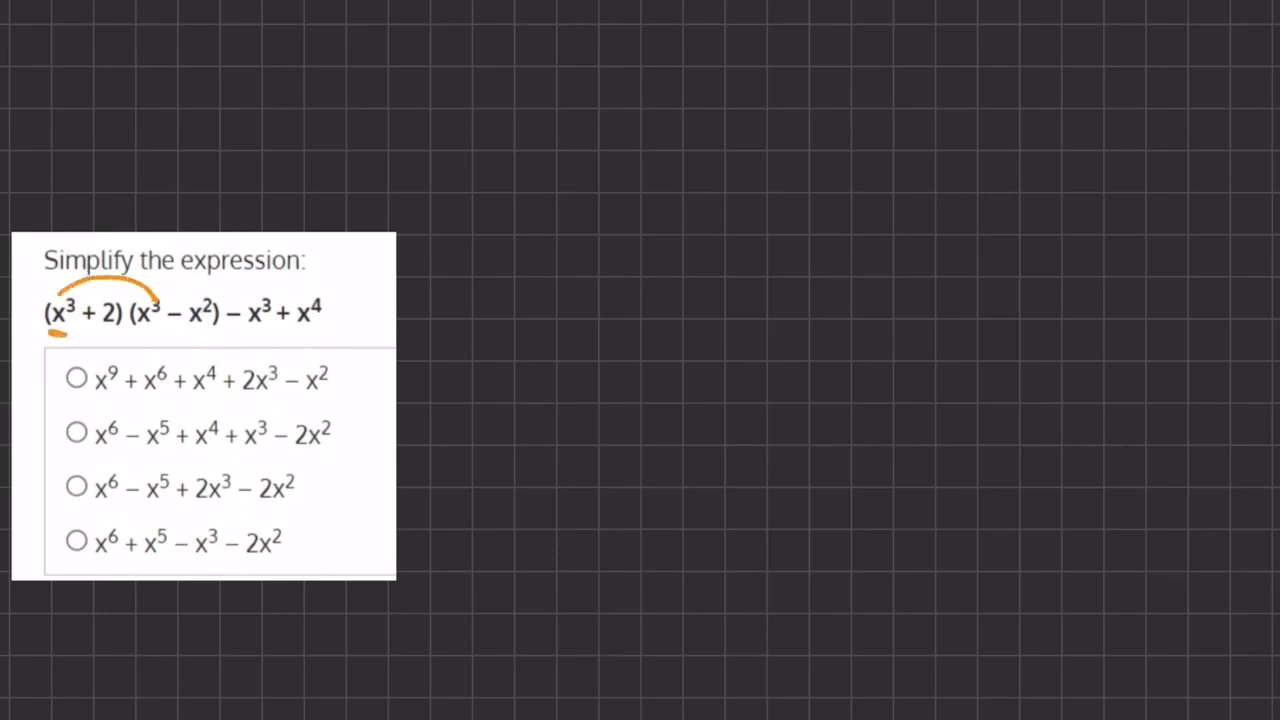 Simplify the expression:
(x³ + 2) (x³ – x²) – x³ + x⁴
x⁹ + x⁶ + x⁴ + 2x³ – x²
x⁶ – x⁵ + x⁴ + x³ – 2x²
x⁶ – x⁵ + 2x³ – 2x²
x⁶ + x⁵ – x³ – 2x²